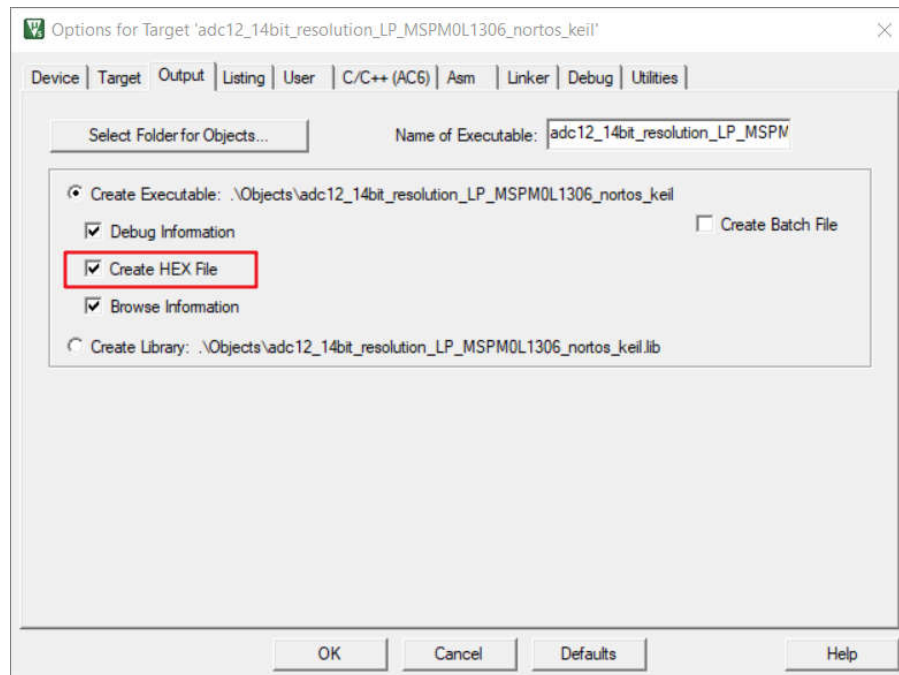 Options for Target 'adc12_14bit_resolution_LP_MSPM0L1306_nortos_keil'
Device Target Output Listing User C/C++ (AC6) Asm Linker Debug Utilities
Select Folder for Objects... Name of Executable: adc12_14bit_resolution_LP_MSPM
Create Executable: .\Objects\adc12_14bit_resolution_LP_MSPM0L1306_nortos_keil
Debug Information Create Batch File
Create HEX File
Browse Information
Create Library: .\Objects\adc12_14bit_resolution_LP_MSPM0L1306_nortos_keil.lib
OK Cancel Defaults Help